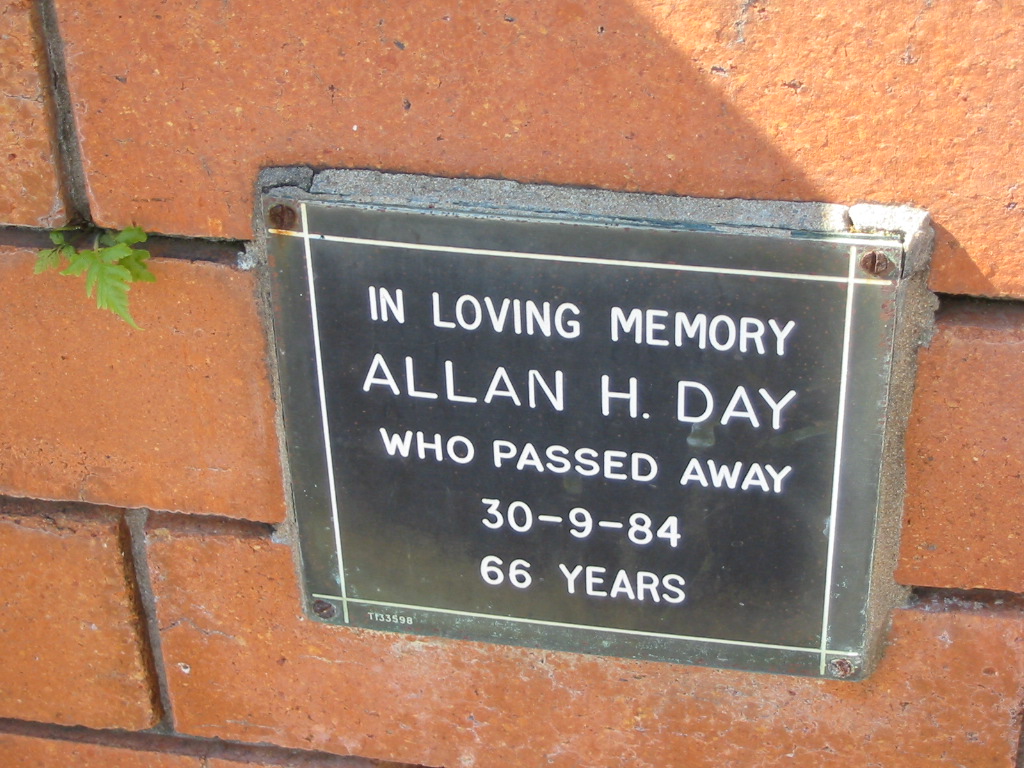 IN LOVING MEMORY
ALLAN H. DAY
WHO PASSED AWAY
30-9-84
66 YEARS
T133598